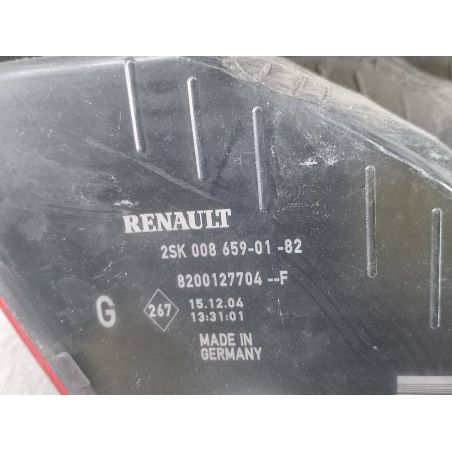 RENAULT
2SK 008 659-01 -82
8200127704 --F
G 267 15.12.04
13:31:01
MADE IN
GERMANY